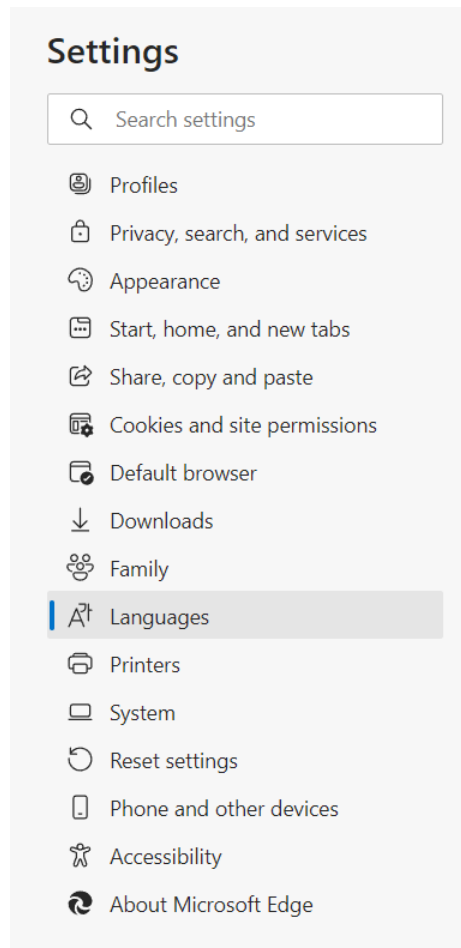 Settings
Search settings
Profiles
Privacy, search, and services
Appearance
Start, home, and new tabs
Share, copy and paste
Cookies and site permissions
Default browser
Downloads
Family
Languages
Printers
System
Reset settings
Phone and other devices
Accessibility
About Microsoft Edge